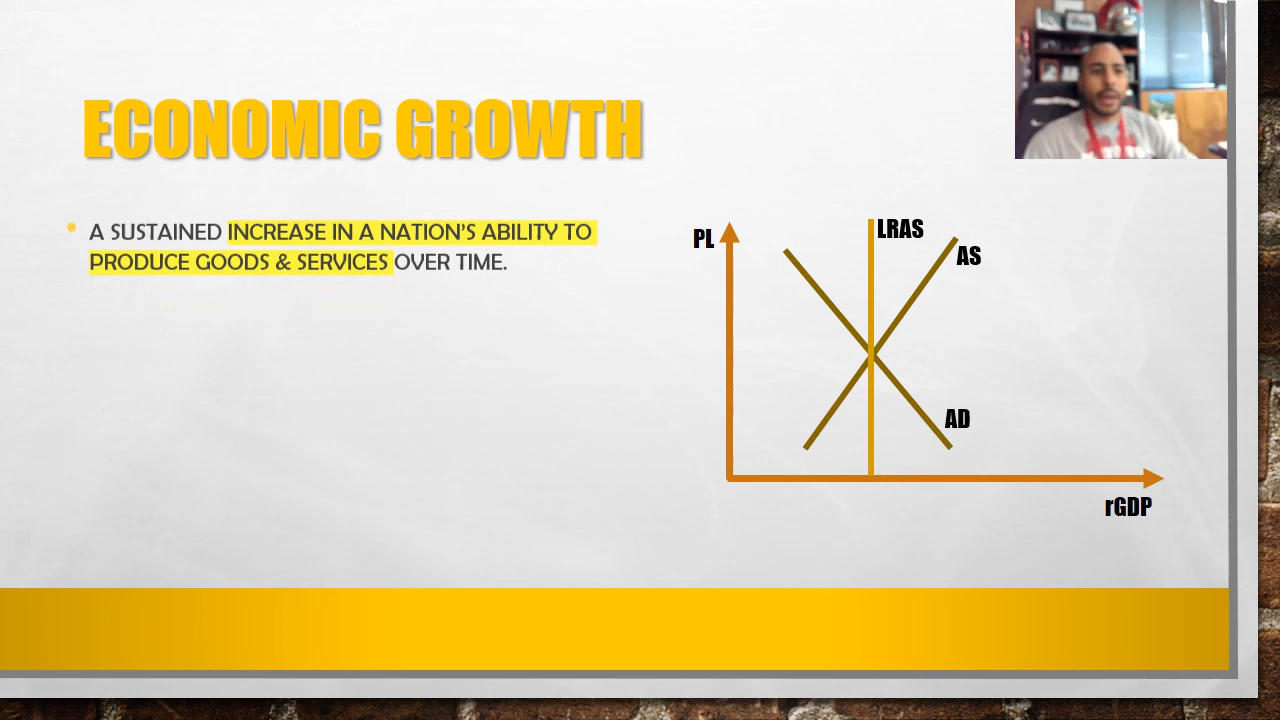 ECONOMIC GROWTH
A SUSTAINED INCREASE IN A NATION'S ABILITY TO
PRODUCE GOODS & SERVICES OVER TIME.
PL
LRAS
AS
AD
rGDP